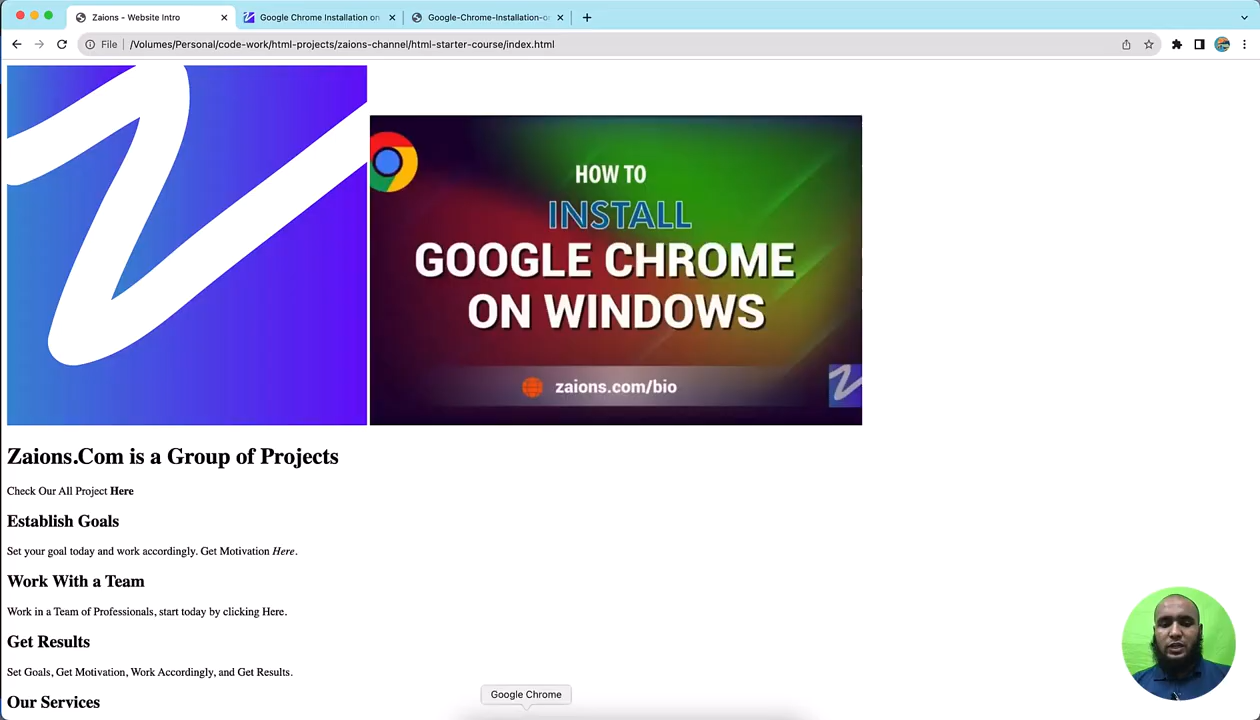 Zaions - Website Intro
Google Chrome Installation on
Google-Chrome-Installation-o
File
/Volumes/Personal/code-work/html-projects/zaions-channel/html-starter-course/index.html
HOW TO
INSTALL
GOOGLE CHROME
ON WINDOWS
zaions.com/bio
Zaions.Com is a Group of Projects
Check Our All Project Here
Establish Goals
Set your goal today and work accordingly. Get Motivation Here.
Work With a Team
Work in a Team of Professionals, start today by clicking Here.
Get Results
Set Goals, Get Motivation, Work Accordingly, and Get Results.
Our Services
Google Chrome